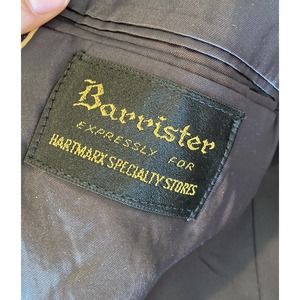 Barrister
EXPRESSLY FOR
HARTMARX SPECIALTY STORES